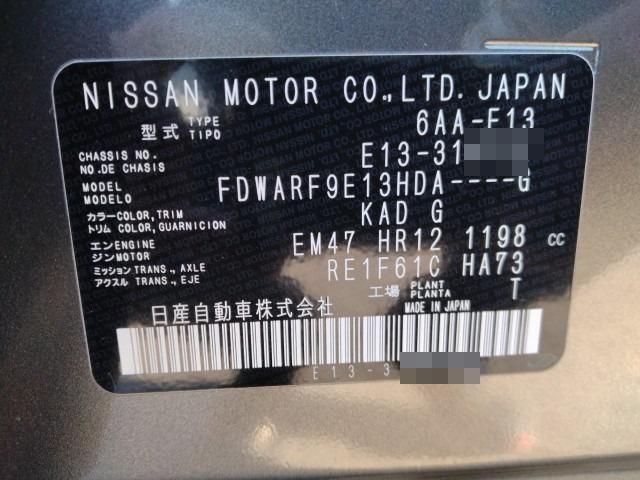 NISSAN MOTOR CO.,LTD. JAPAN
型式 TYPE TIPO 6AA-E13
CHASSIS NO. NO.DE CHASIS E13-31
MODEL MODELO FDWARF9E13HDA----G
カラー COLOR,TRIM トリム COLOR,GUARNICION KAD G
エンジン ENGINE MOTOR EM47 HR12 1198 cc
ミッション TRANS., AXLE アクスル TRANS., EJE RE1F61C HA73
工場 PLANT PLANTA T
日産自動車株式会社 MADE IN JAPAN
E13-3